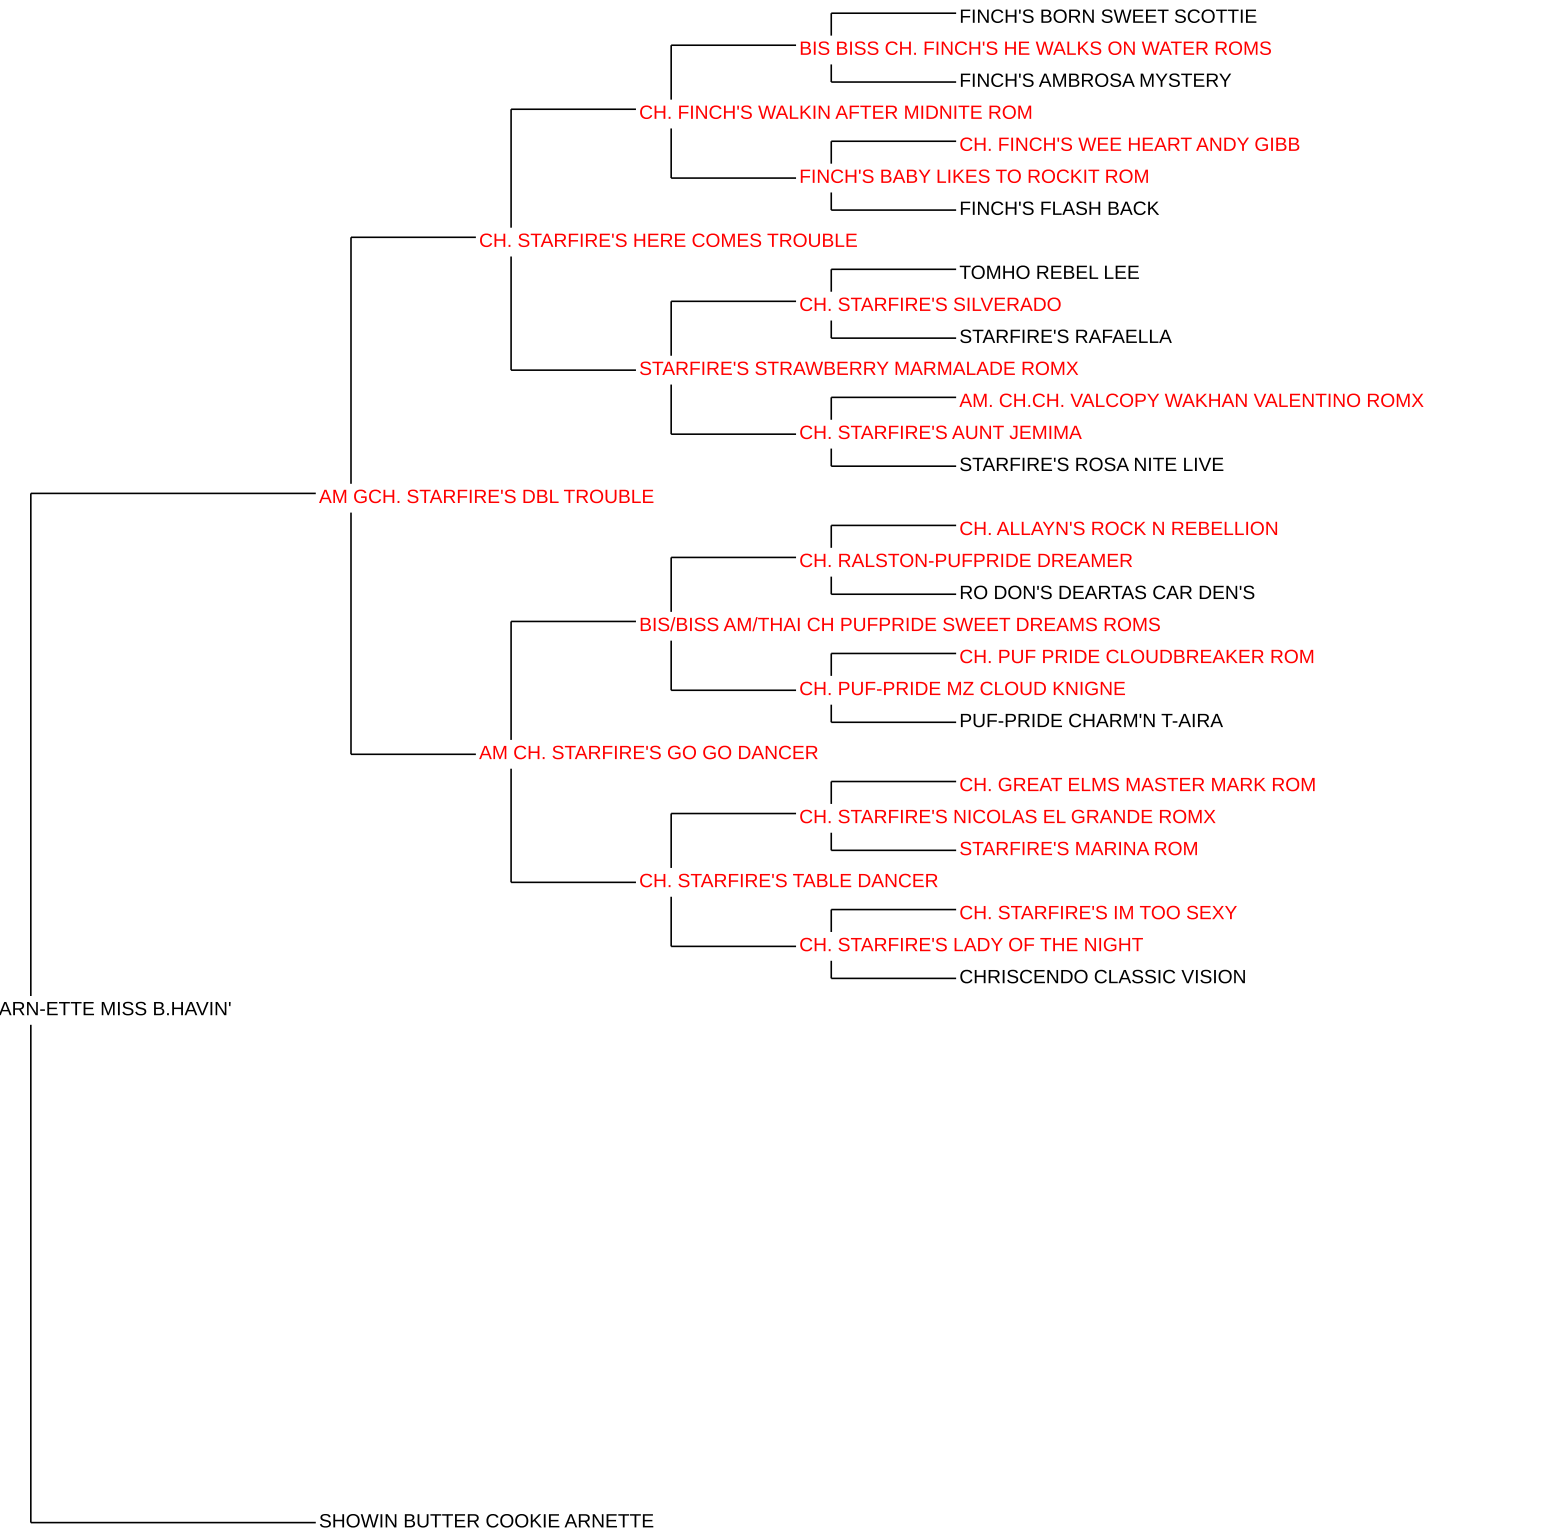 FINCH'S BORN SWEET SCOTTIE
BIS BISS CH. FINCH'S HE WALKS ON WATER ROMS
FINCH'S AMBROSA MYSTERY
CH. FINCH'S WALKIN AFTER MIDNITE ROM
CH. FINCH'S WEE HEART ANDY GIBB
FINCH'S BABY LIKES TO ROCKIT ROM
FINCH'S FLASH BACK
CH. STARFIRE'S HERE COMES TROUBLE
TOMHO REBEL LEE
CH. STARFIRE'S SILVERADO
STARFIRE'S RAFAELLA
STARFIRE'S STRAWBERRY MARMALADE ROMX
AM. CH.CH. VALCOPY WAKHAN VALENTINO ROMX
CH. STARFIRE'S AUNT JEMIMA
STARFIRE'S ROSA NITE LIVE
AM GCH. STARFIRE'S DBL TROUBLE
CH. ALLAYN'S ROCK N REBELLION
CH. RALSTON-PUFPRIDE DREAMER
RO DON'S DEARTAS CAR DEN'S
BIS/BISS AM/THAI CH PUFPRIDE SWEET DREAMS ROMS
CH. PUF PRIDE CLOUDBREAKER ROM
CH. PUF-PRIDE MZ CLOUD KNIGNE
PUF-PRIDE CHARM'N T-AIRA
AM CH. STARFIRE'S GO GO DANCER
CH. GREAT ELMS MASTER MARK ROM
CH. STARFIRE'S NICOLAS EL GRANDE ROMX
STARFIRE'S MARINA ROM
CH. STARFIRE'S TABLE DANCER
CH. STARFIRE'S IM TOO SEXY
CH. STARFIRE'S LADY OF THE NIGHT
CHRISCENDO CLASSIC VISION
ARN-ETTE MISS B.HAVIN'
SHOWIN BUTTER COOKIE ARNETTE